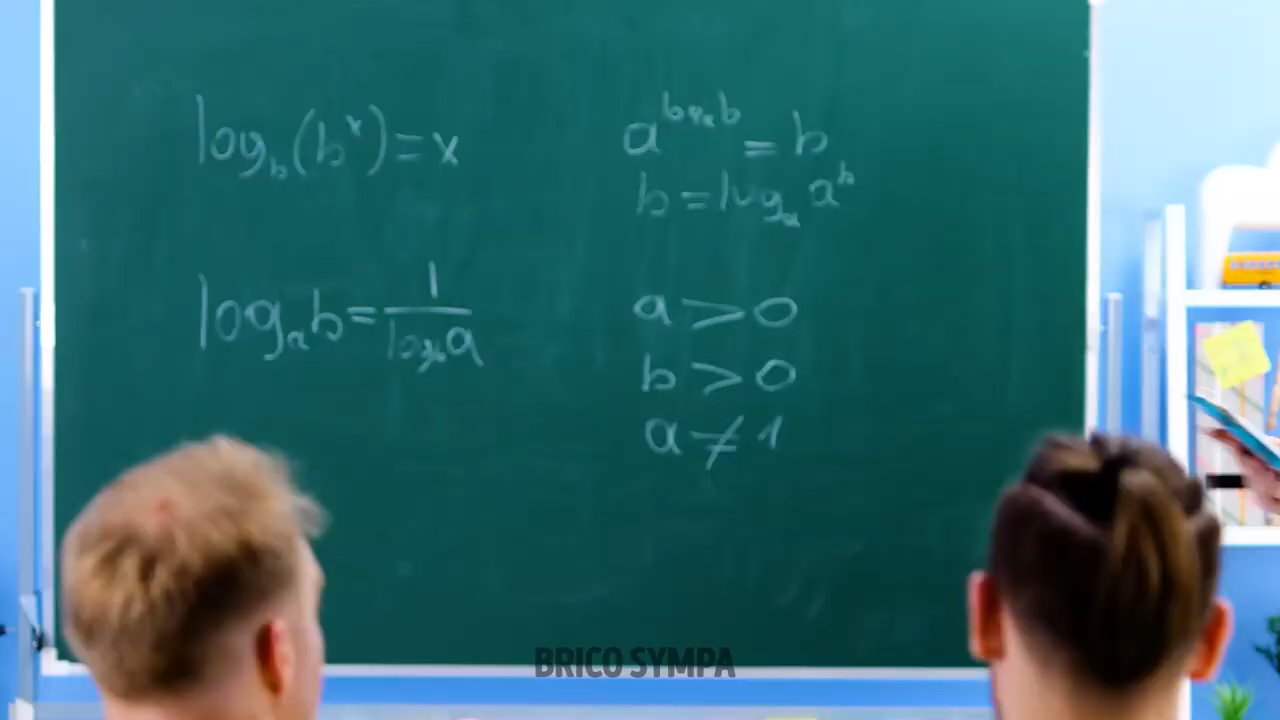 log_b(b^x)=x
log_a b=1/log_b a
a^{log_a b}=b
b=log_a a^b
a>0
b>0
a≠1
BRICO SYMPA